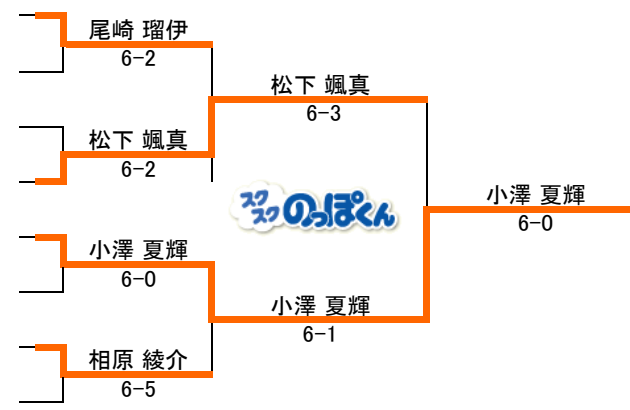 尾崎 瑠伊
6-2
松下 颯真
6-3
松下 颯真
6-2
スク
スク のっぽくん
小澤 夏輝
6-0
小澤 夏輝
6-0
小澤 夏輝
6-1
相原 綾介
6-5